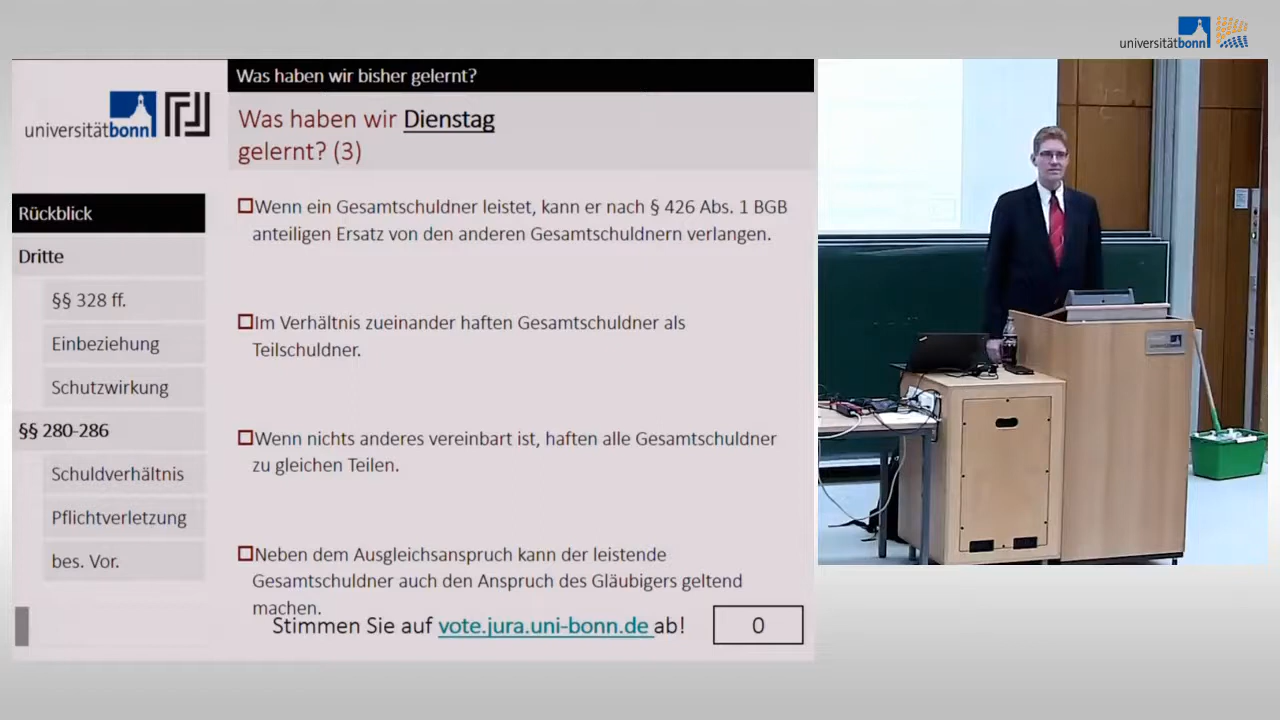 universitätbonn
Was haben wir bisher gelernt?
universitätbonn
Was haben wir Dienstag
gelernt? (3)
Rückblick
Dritte
§§ 328 ff.
Einbeziehung
Schutzwirkung
§§ 280-286
Schuldverhältnis
Pflichtverletzung
bes. Vor.
Wenn ein Gesamtschuldner leistet, kann er nach § 426 Abs. 1 BGB
anteiligen Ersatz von den anderen Gesamtschuldnern verlangen.
Im Verhältnis zueinander haften Gesamtschuldner als
Teilschuldner.
Wenn nichts anderes vereinbart ist, haften alle Gesamtschuldner
zu gleichen Teilen.
Neben dem Ausgleichsanspruch kann der leistende
Gesamtschuldner auch den Anspruch des Gläubigers geltend
machen.
Stimmen Sie auf vote.jura.uni-bonn.de ab!
0